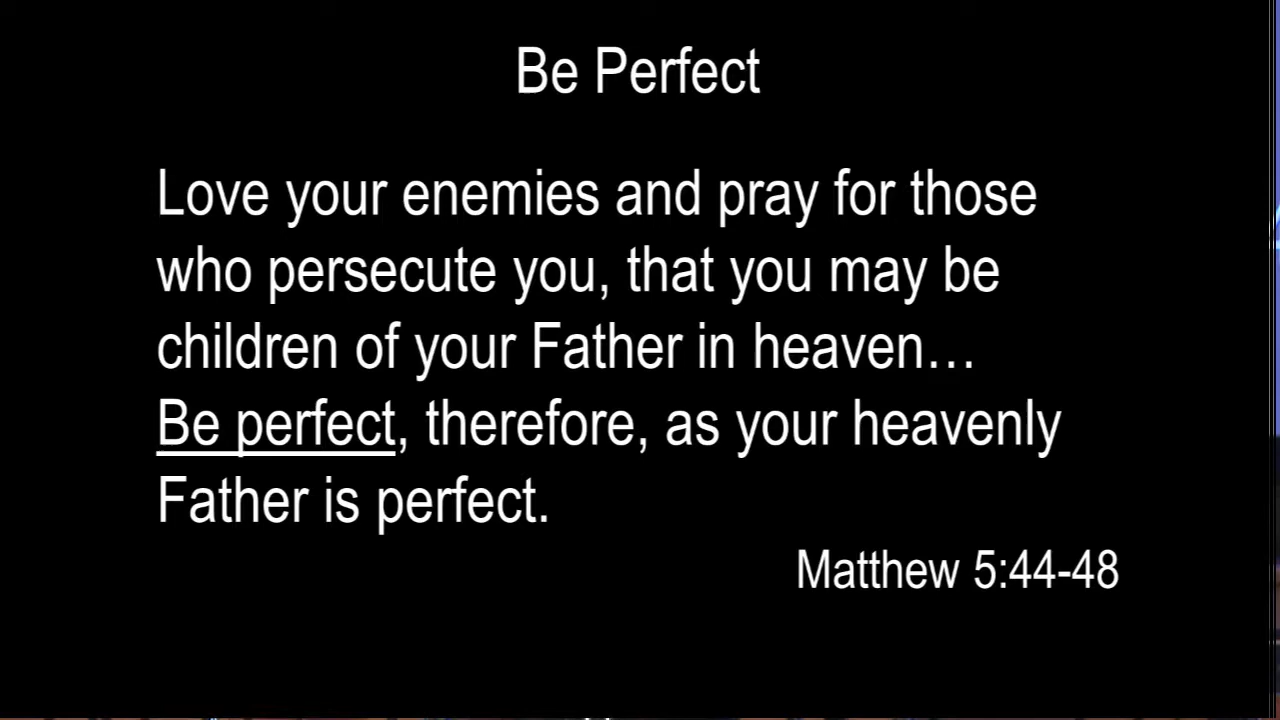 Be Perfect
Love your enemies and pray for those
who persecute you, that you may be
children of your Father in heaven…
Be perfect, therefore, as your heavenly
Father is perfect.
Matthew 5:44-48